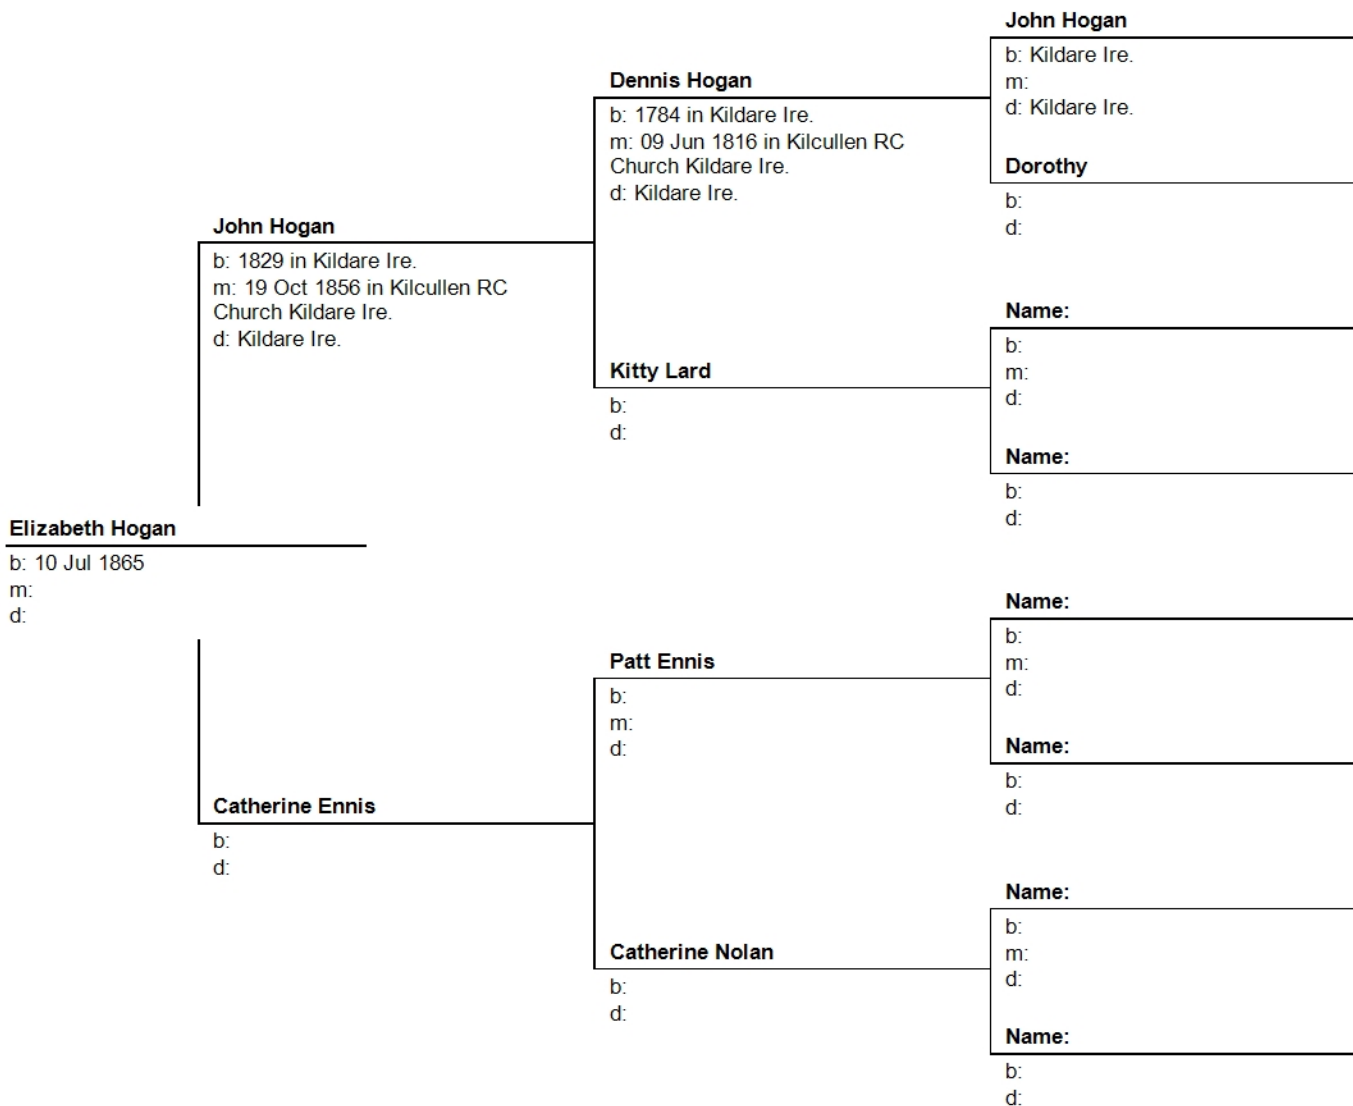 John Hogan
b: Kildare Ire.
m:
d: Kildare Ire.
Dennis Hogan
b: 1784 in Kildare Ire.
m: 09 Jun 1816 in Kilcullen RC
Church Kildare Ire.
d: Kildare Ire.
Dorothy
b:
d:
John Hogan
b: 1829 in Kildare Ire.
m: 19 Oct 1856 in Kilcullen RC
Church Kildare Ire.
d: Kildare Ire.
Name:
b:
m:
d:
Kitty Lard
b:
d:
Name:
b:
d:
Elizabeth Hogan
b: 10 Jul 1865
m:
d:
Name:
b:
m:
d:
Patt Ennis
b:
m:
d:
Name:
b:
d:
Catherine Ennis
b:
d:
Name:
b:
m:
d:
Catherine Nolan
b:
d:
Name:
b:
d: